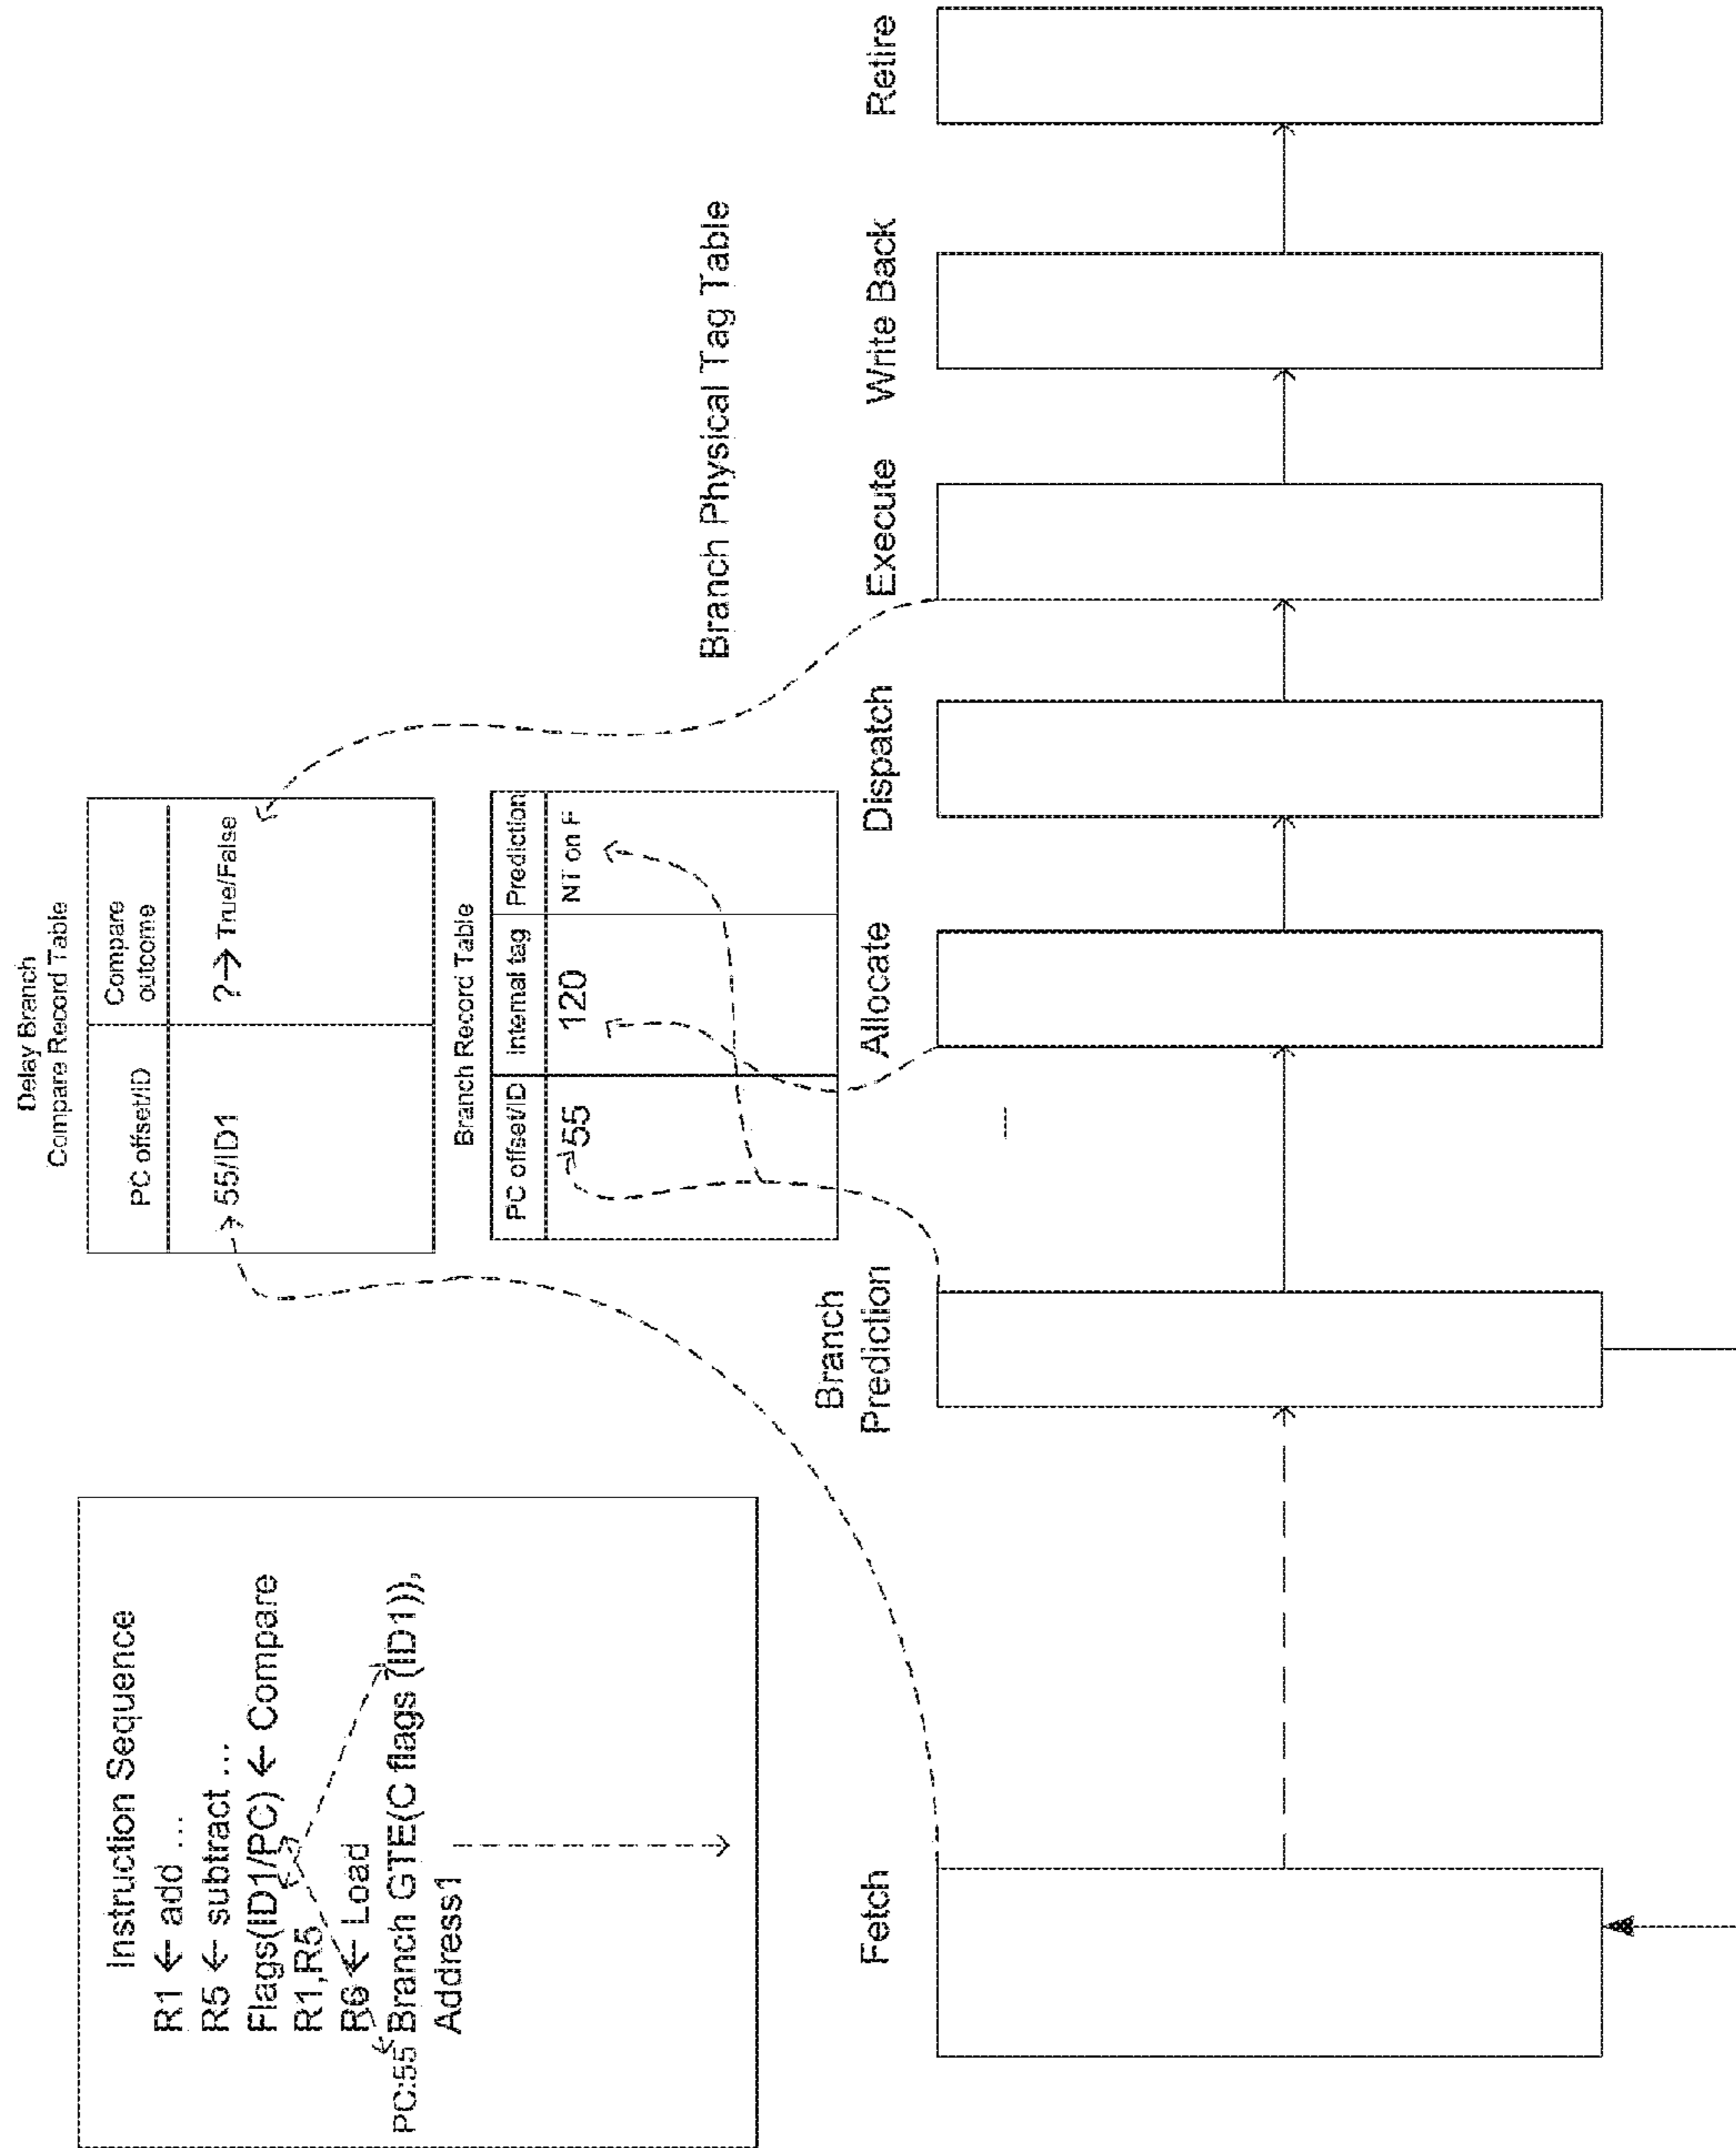 Instruction Sequence
R1 ← add ...
R5 ← subtract ...
Flags(ID1/PC) ← Compare
R1,R5
R6 ← Load
PC:55 Branch GTE(C flags (ID1)),
Address1
Delay Branch
Compare Record Table
PC offset/ID
Compare
outcome
55/ID1
?→ True/False
Branch Record Table
PC offset/ID
Internal tag
Prediction
55
120
NT on F
Branch Physical Tag Table
Fetch
Branch
Prediction
Allocate
Dispatch
Execute
Write Back
Retire